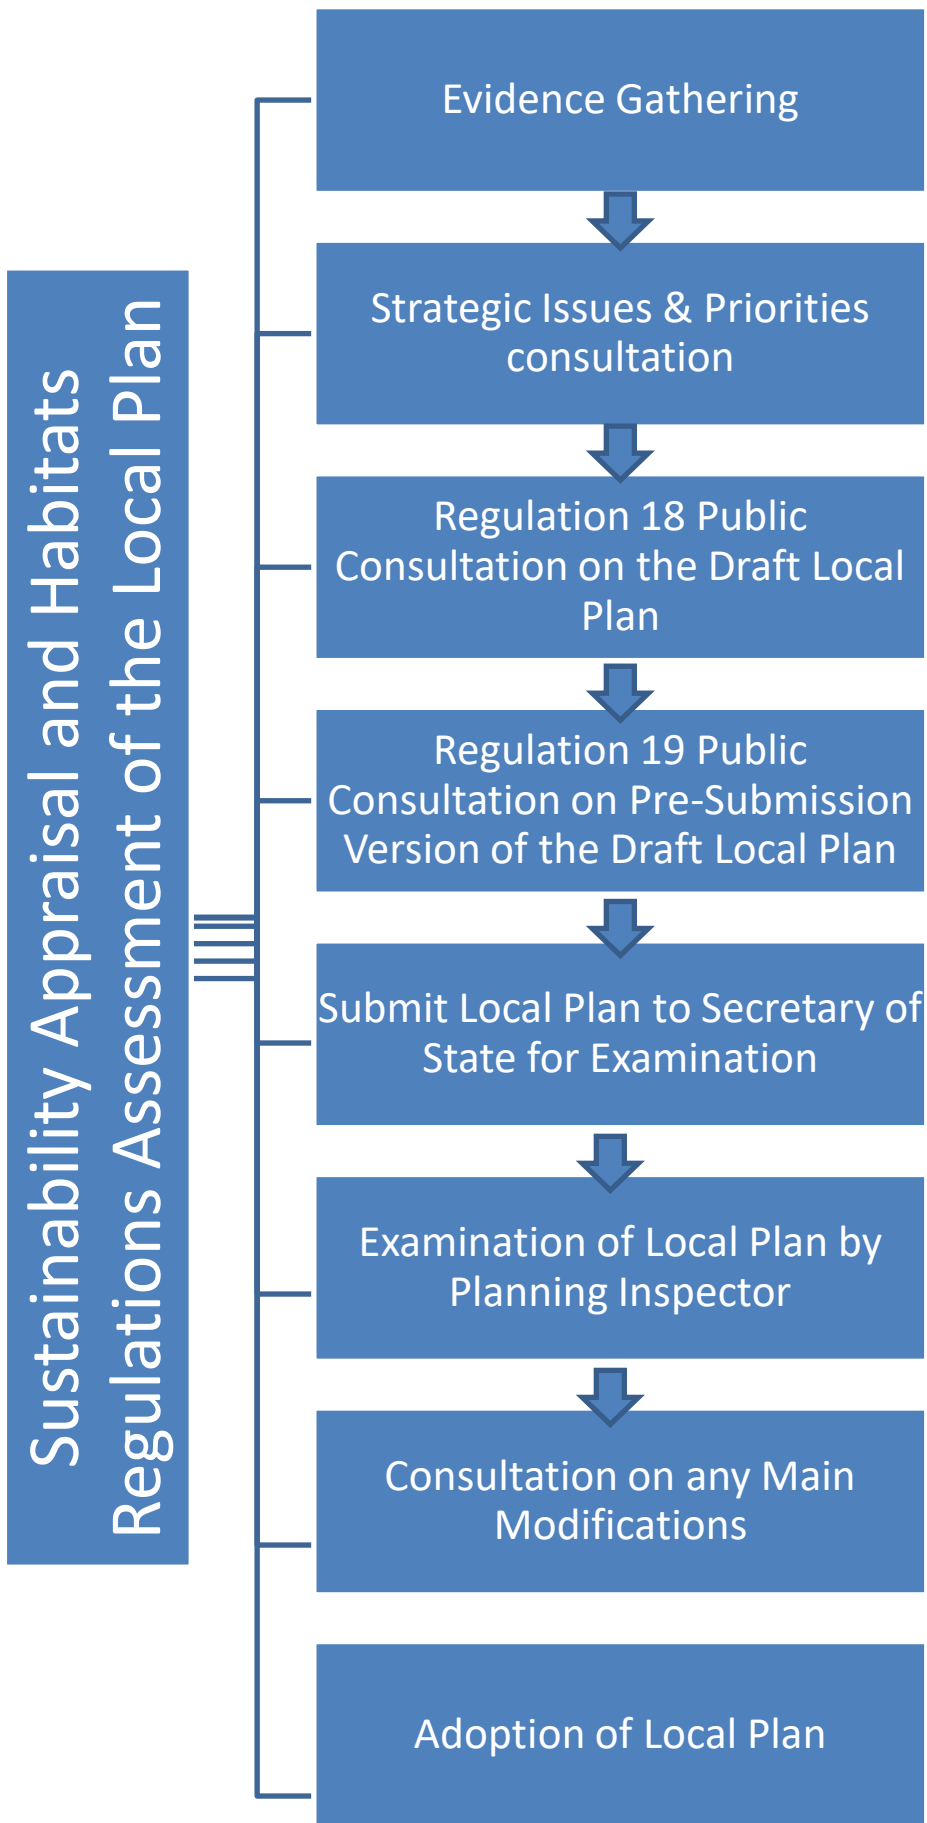 Sustainability Appraisal and Habitats
Regulations Assessment of the Local Plan
Evidence Gathering
Strategic Issues & Priorities
consultation
Regulation 18 Public
Consultation on the Draft Local
Plan
Regulation 19 Public
Consultation on Pre-Submission
Version of the Draft Local Plan
Submit Local Plan to Secretary of
State for Examination
Examination of Local Plan by
Planning Inspector
Consultation on any Main
Modifications
Adoption of Local Plan